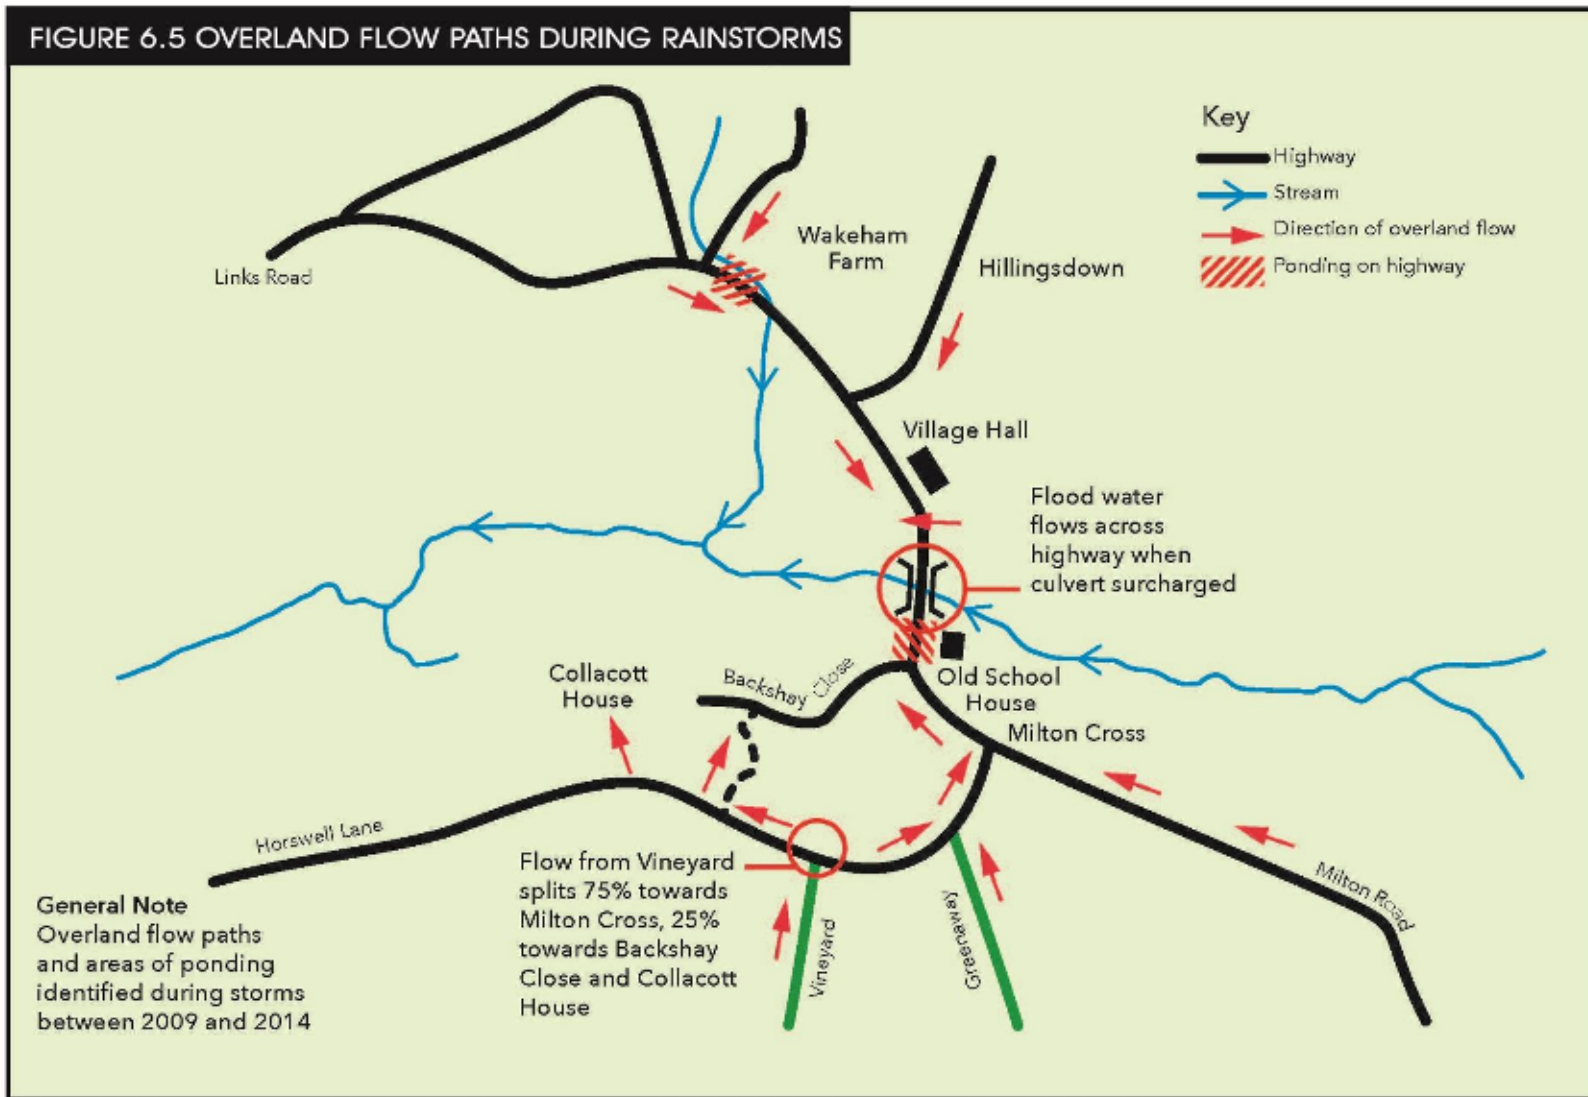 FIGURE 6.5 OVERLAND FLOW PATHS DURING RAINSTORMS
Key
Highway
Stream
Direction of overland flow
Ponding on highway
Links Road
Wakeham
Farm
Hillingsdown
Village Hall
Flood water
flows across
highway when
culvert surcharged
Collacott
House
Backshay Close
Old School
House
Milton Cross
Horswell Lane
Milton Road
Flow from Vineyard
splits 75% towards
Milton Cross, 25%
towards Backshay
Close and Collacott
House
Vineyard
Greenaway
General Note
Overland flow paths
and areas of ponding
identified during storms
between 2009 and 2014